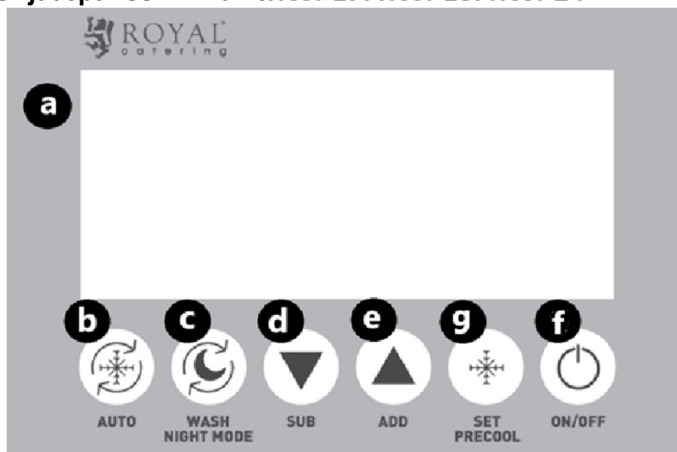 ROYAL
catering
a
b c d e g f
AUTO WASH SUB ADD SET ON/OFF
NIGHT MODE PRECOOL